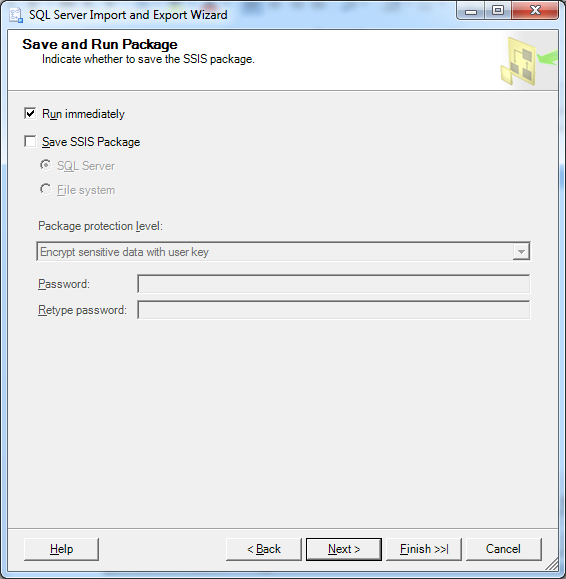 SQL Server Import and Export Wizard
Save and Run Package
Indicate whether to save the SSIS package.
Run immediately
Save SSIS Package
SQL Server
File system
Package protection level:
Encrypt sensitive data with user key
Password:
Retype password:
Help
< Back
Next >
Finish >>|
Cancel